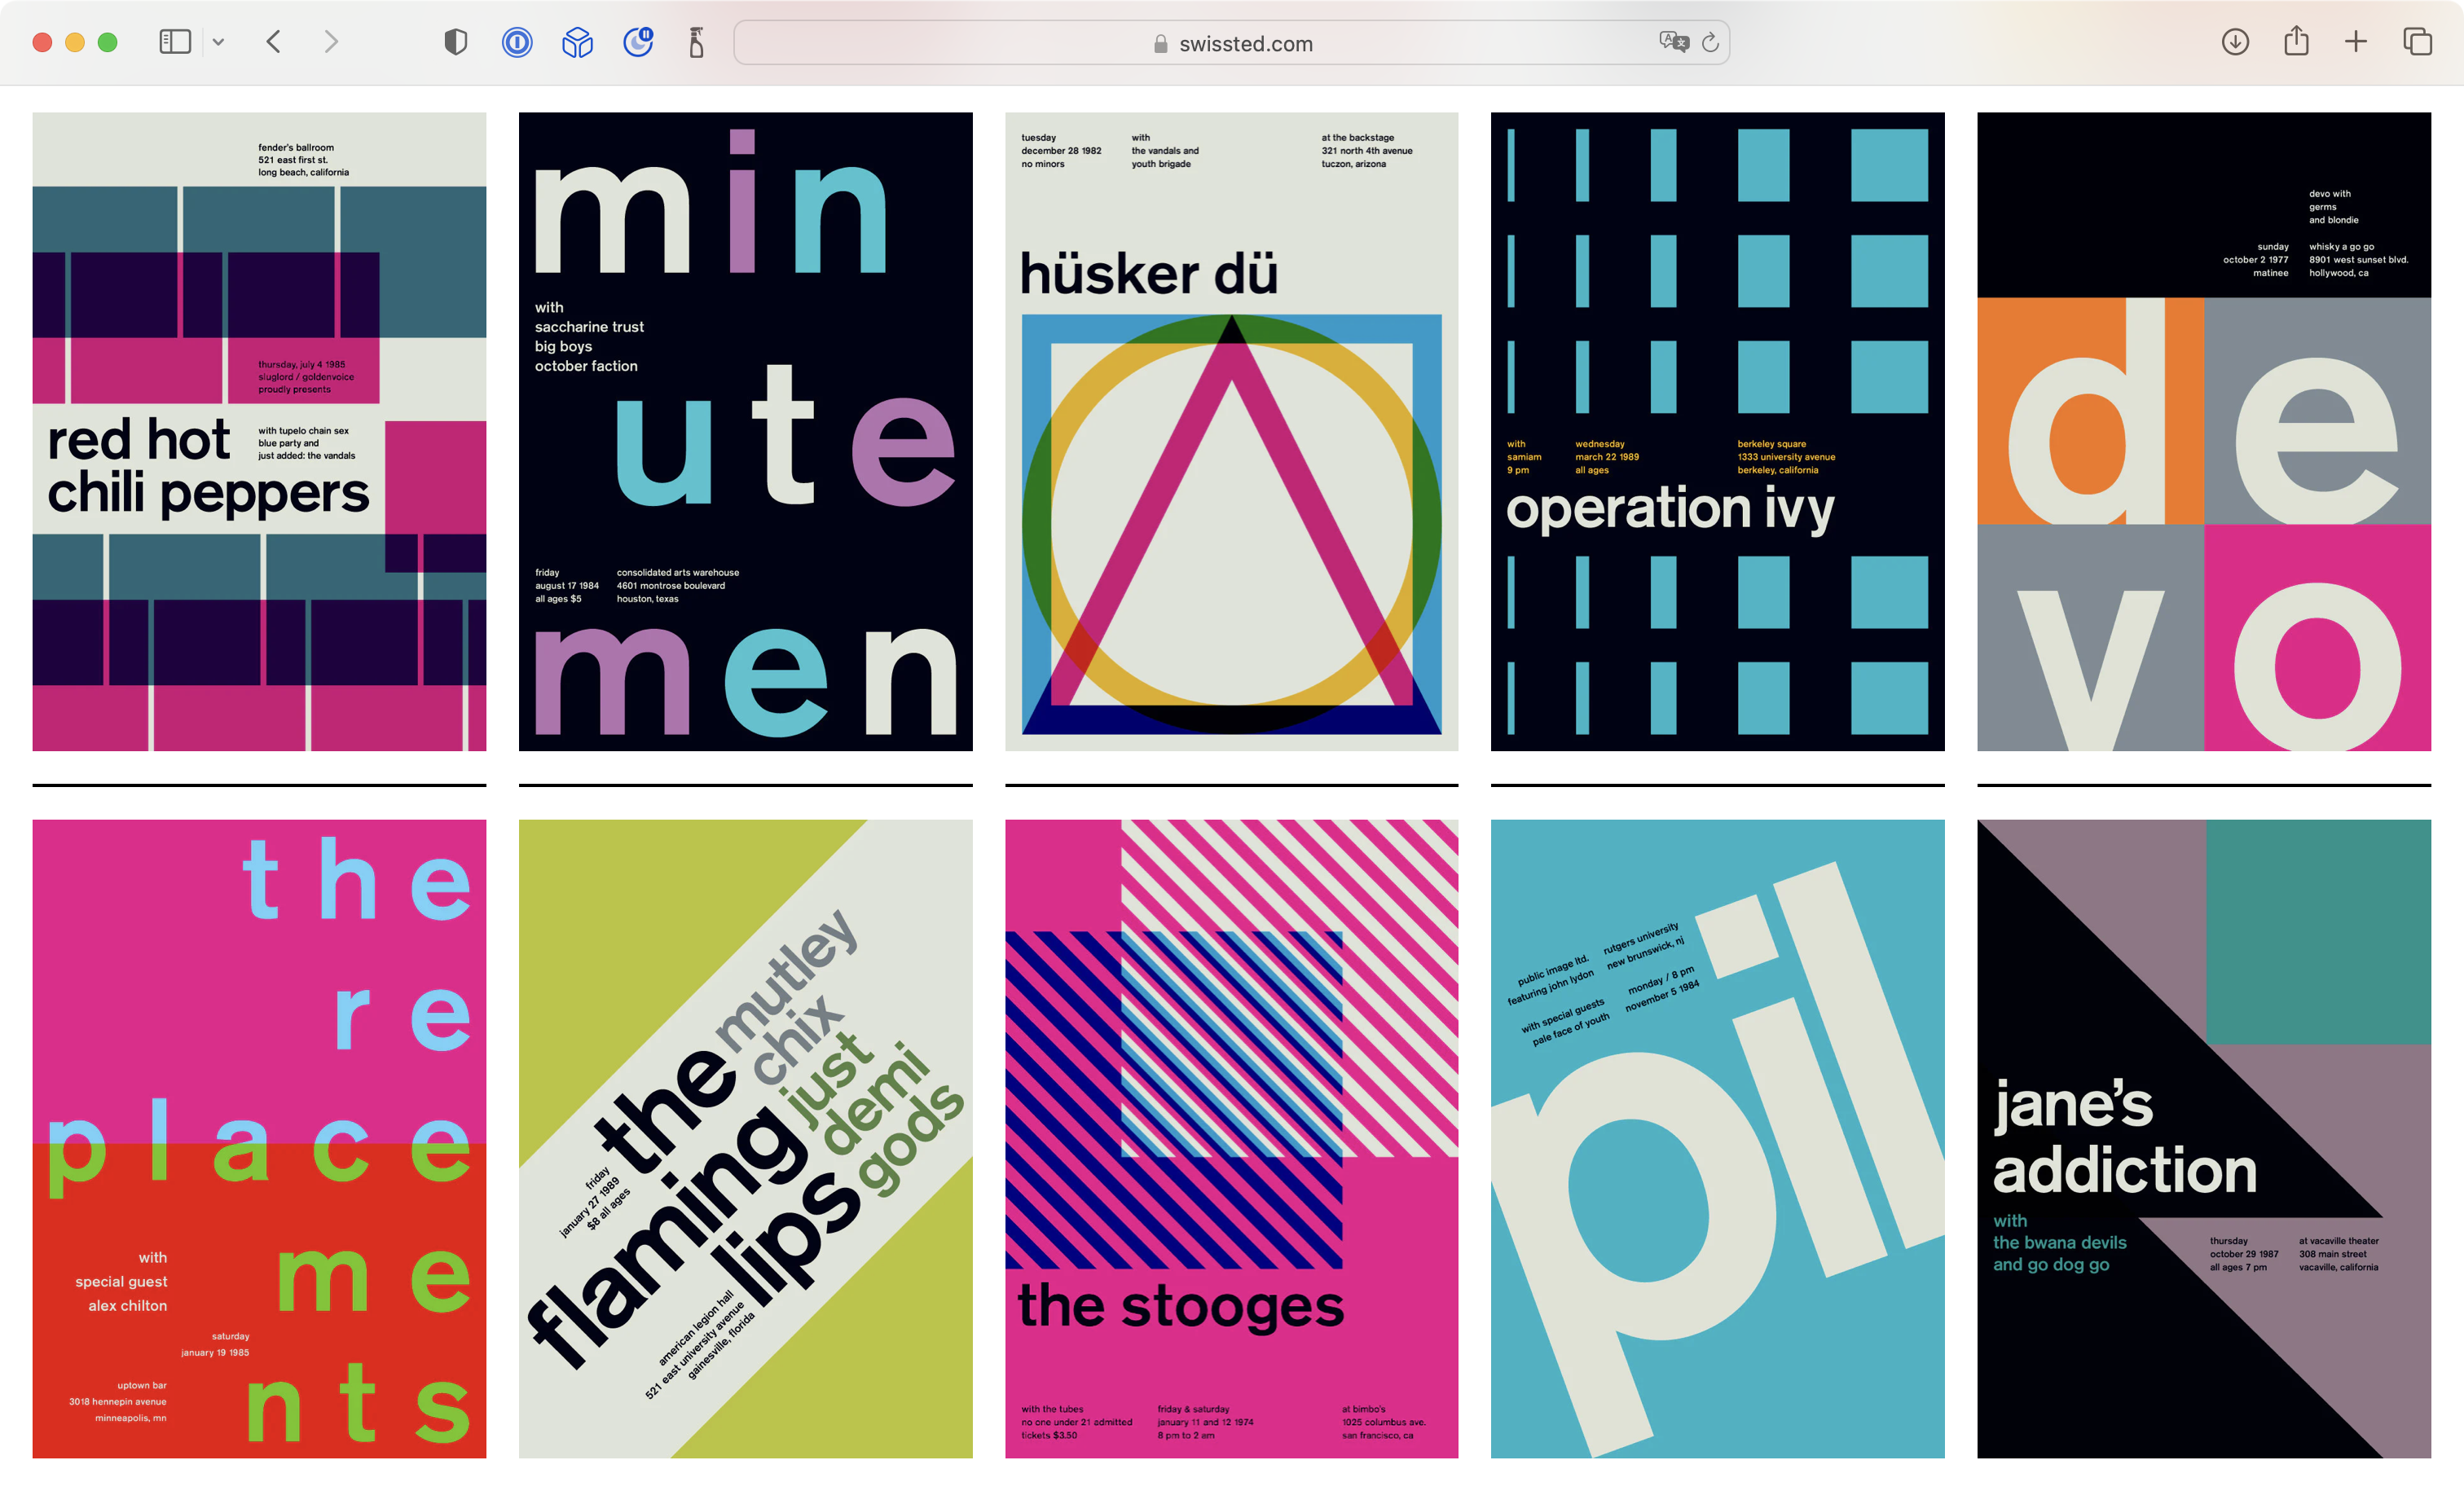 swissted.com
fender's ballroom
521 east first st.
long beach, california
thursday, july 4 1985
sluglord / goldenvoice
proudly presents
red hot
chili peppers
with tupelo chain sex
blue party and
just added: the vandals
min
with
saccharine trust
big boys
october faction
ute
friday
august 17 1984
all ages $5
consolidated arts warehouse
4601 montrose boulevard
houston, texas
men
tuesday
december 28 1982
no minors
with
the vandals and
youth brigade
at the backstage
321 north 4th avenue
tuczon, arizona
hüsker dü
with
samiam
9 pm
wednesday
march 22 1989
all ages
berkeley square
1333 university avenue
berkeley, california
operation ivy
devo with
germs
and blondie
sunday
october 2 1977
matinee
whisky a go go
8901 west sunset blvd.
hollywood, ca
de
vo
the
re
place
me
nts
with
special guest
alex chilton
saturday
january 19 1985
uptown bar
3018 hennepin avenue
minneapolis, mn
the
flaming
lips
mutley
chix
just
demi
gods
friday
january 27 1989
$8 all ages
american legion hall
521 east university avenue
gainesville, florida
the stooges
with the tubes
no one under 21 admitted
tickets $3.50
friday & saturday
january 11 and 12 1974
8 pm to 2 am
at bimbo's
1025 columbus ave.
san francisco, ca
public image ltd.
featuring john lydon
rutgers university
new brunswick, nj
with special guests
pale face of youth
monday / 8 pm
november 5 1984
pil
jane's
addiction
with
the bwana devils
and go dog go
thursday
october 29 1987
all ages 7 pm
at vacaville theater
308 main street
vacaville, california